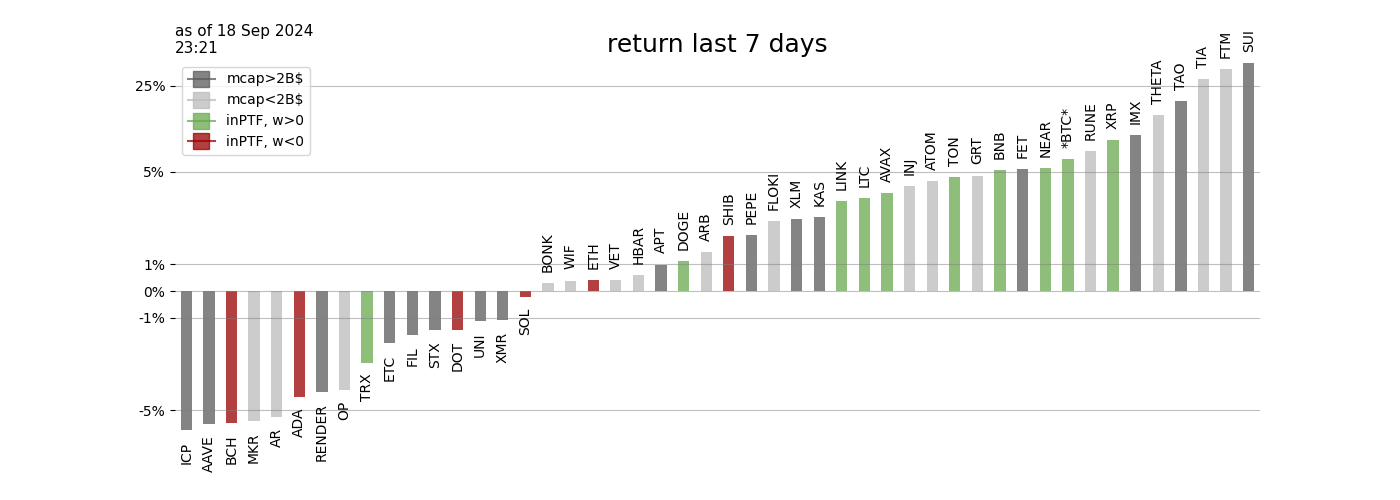 as of 18 Sep 2024
23:21
return last 7 days
mcap>2B$
mcap<2B$
inPTF, w>0
inPTF, w<0
25%
5%
1%
0%
-1%
-5%
ICP
AAVE
BCH
MKR
AR
ADA
RENDER
OP
TRX
ETC
FIL
STX
DOT
UNI
XMR
SOL
BONK
WIF
ETH
VET
HBAR
APT
DOGE
ARB
SHIB
PEPE
FLOKI
XLM
KAS
LINK
LTC
AVAX
INJ
ATOM
TON
GRT
BNB
FET
NEAR
*BTC*
RUNE
XRP
IMX
THETA
TAO
TIA
FTM
SUI